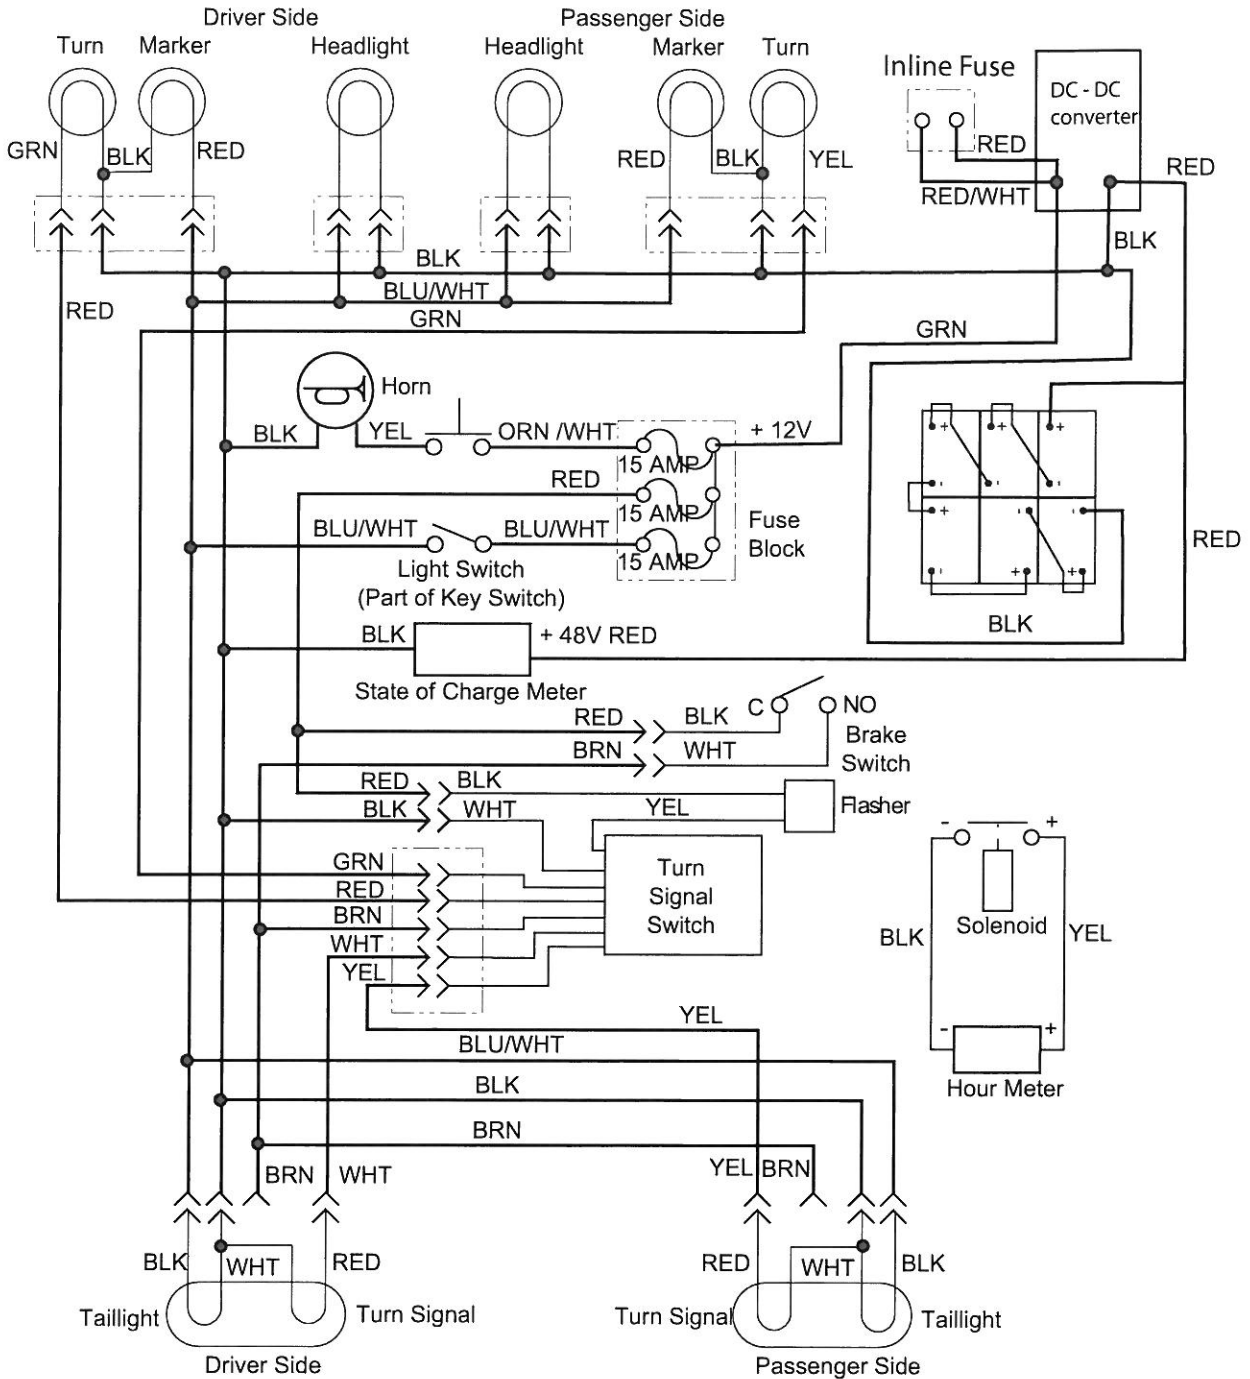 Driver Side
Passenger Side
Turn
Marker
Headlight
Headlight
Marker
Turn
Inline Fuse
DC - DC
converter
GRN
BLK
RED
RED
BLK
YEL
RED
RED/WHT
RED
BLK
BLK
BLU/WHT
RED
GRN
GRN
Horn
BLK
YEL
ORN /WHT
+ 12V
15 AMP
RED
15 AMP
BLU/WHT
BLU/WHT
15 AMP
Fuse
Block
Light Switch
(Part of Key Switch)
+
+
+
-
-
-
+
-
-
-
+
+
RED
BLK
BLK
+ 48V RED
State of Charge Meter
RED
BLK
C
NO
BRN
WHT
Brake
Switch
RED
BLK
BLK
WHT
YEL
Flasher
GRN
RED
BRN
WHT
YEL
Turn
Signal
Switch
-
+
Solenoid
BLK
YEL
-
+
Hour Meter
YEL
BLU/WHT
BLK
BRN
BRN
WHT
YEL
BRN
BLK
WHT
RED
RED
WHT
BLK
Taillight
Turn Signal
Turn Signal
Taillight
Driver Side
Passenger Side